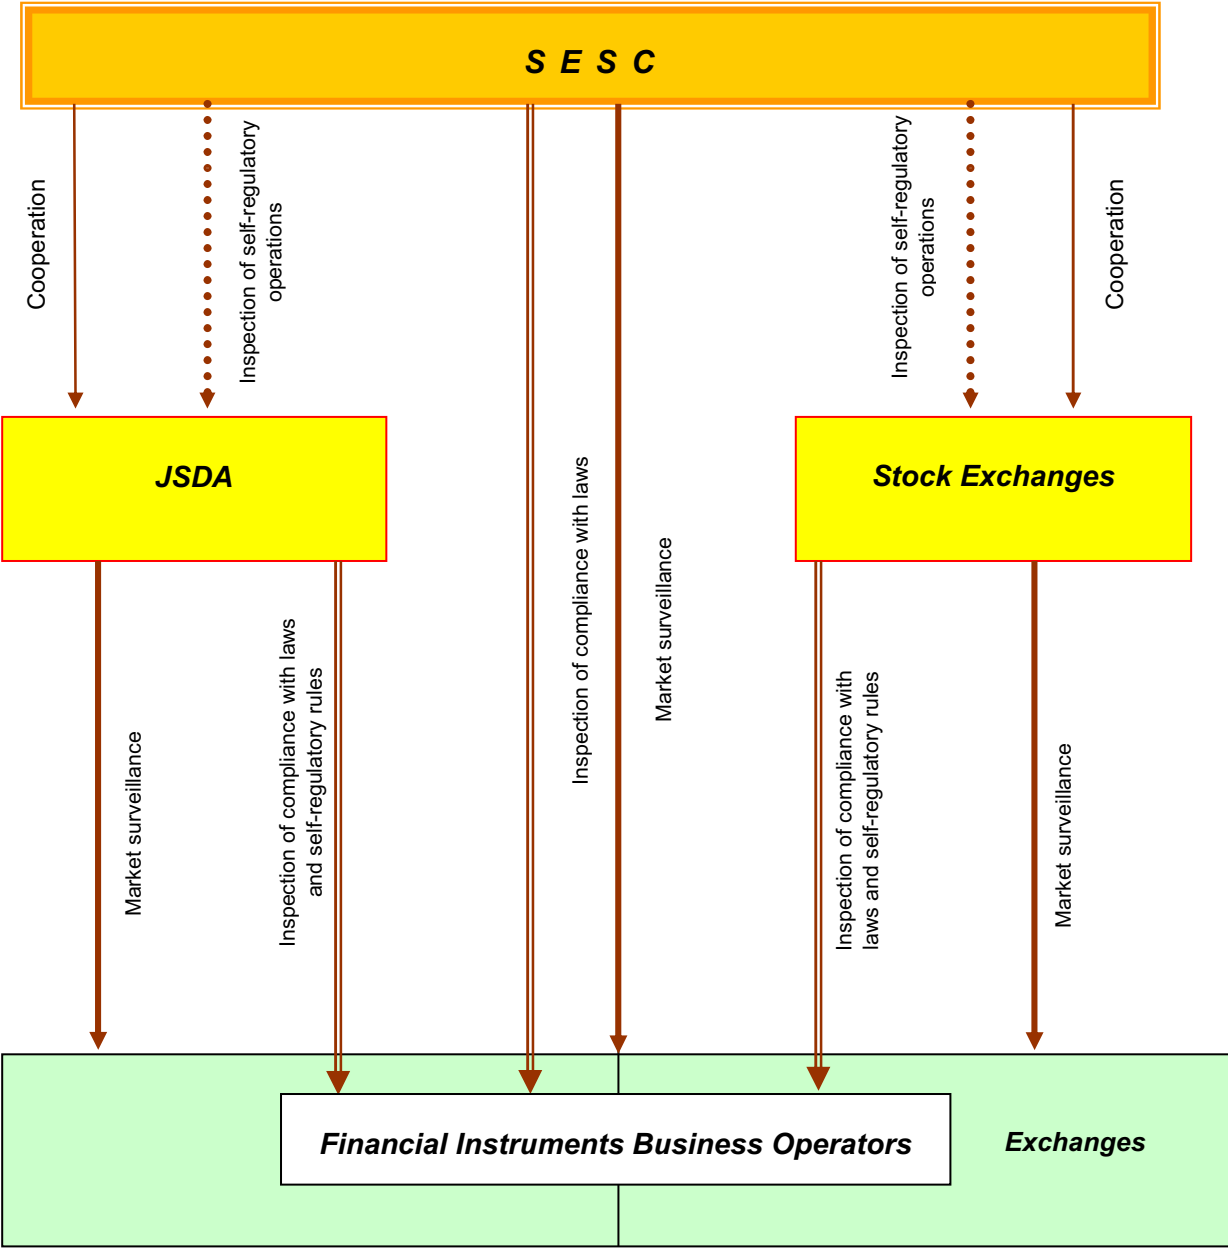 S E S C
Cooperation
Inspection of self-regulatory
operations
Inspection of self-regulatory
operations
Cooperation
JSDA
Stock Exchanges
Inspection of compliance with laws
Market surveillance
Market surveillance
Inspection of compliance with laws
and self-regulatory rules
Inspection of compliance with
laws and self-regulatory rules
Market surveillance
Financial Instruments Business Operators
Exchanges